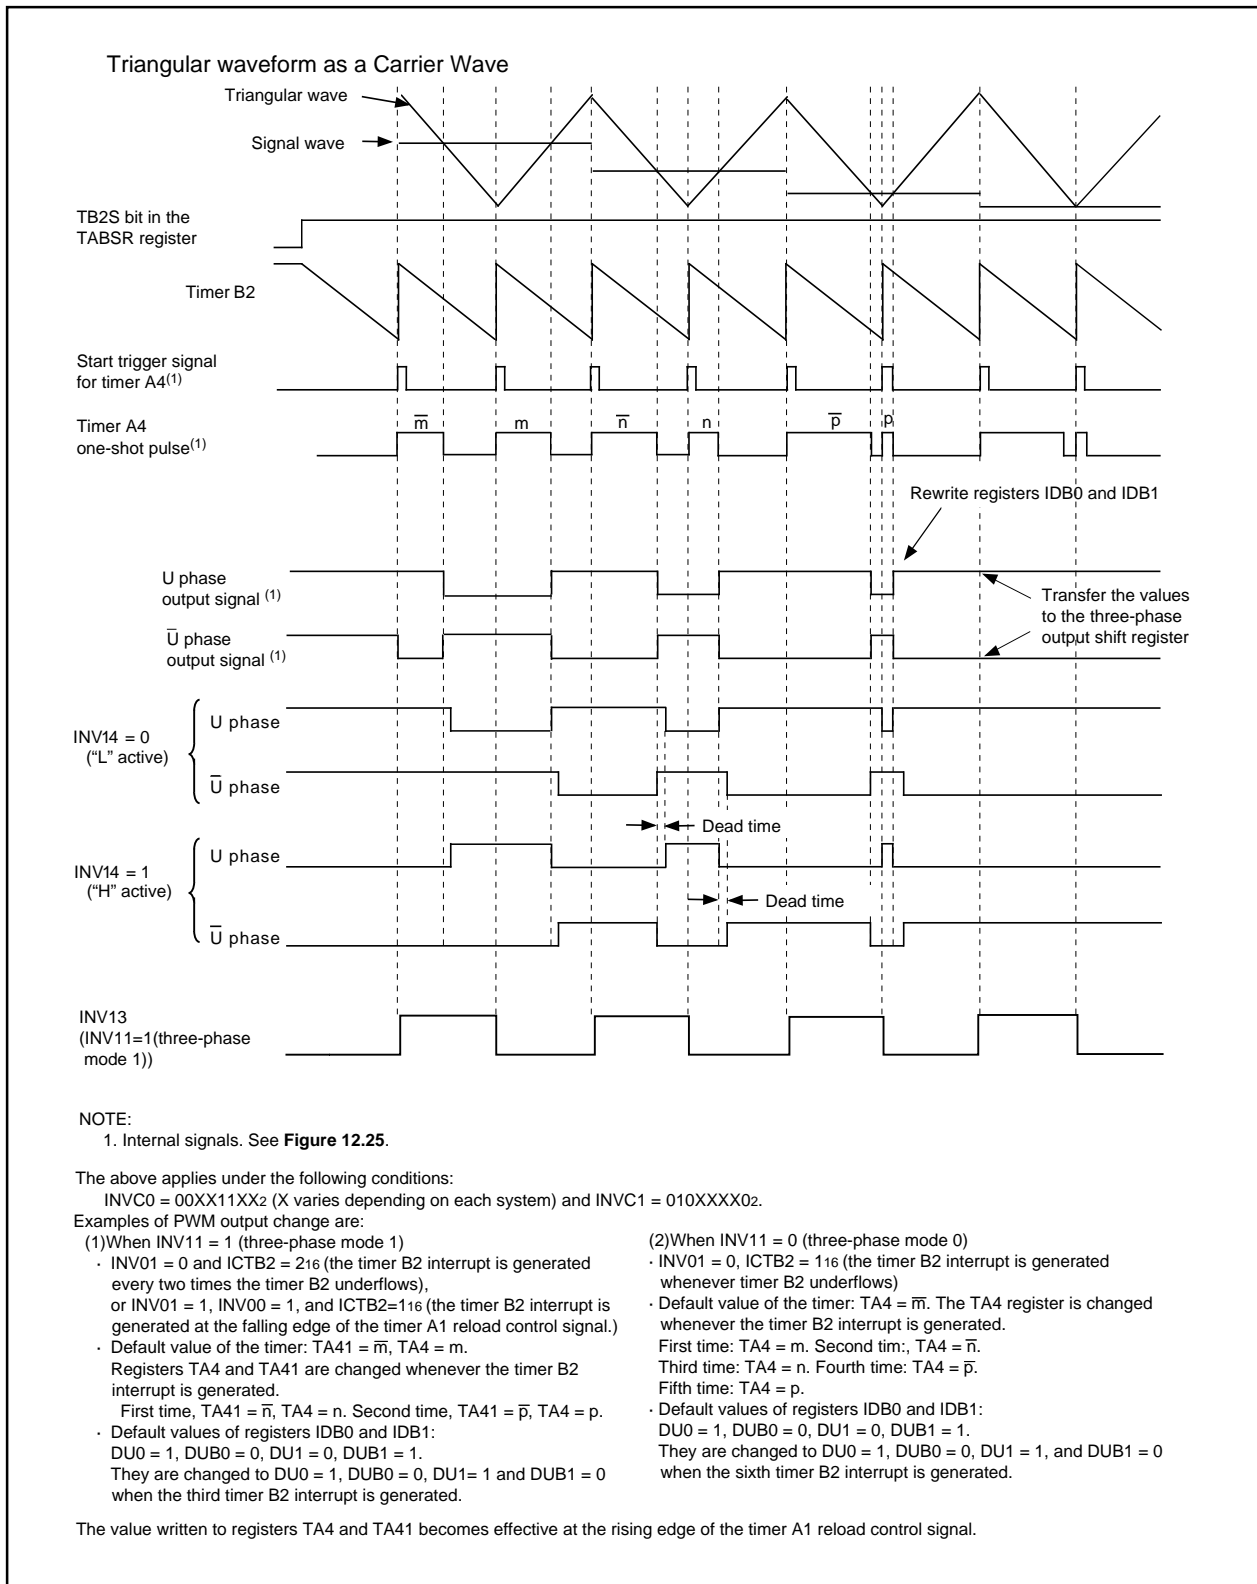 Triangular waveform as a Carrier Wave
Triangular wave
Signal wave
TB2S bit in the
TABSR register
Timer B2
Start trigger signal
for timer A4(1)
Timer A4
one-shot pulse(1)
m̅
m
n̅
n
p̅
p
Rewrite registers IDB0 and IDB1
U phase
output signal (1)
Transfer the values
to the three-phase
output shift register
U̅ phase
output signal (1)
INV14 = 0
(“L” active)
U phase
U̅ phase
Dead time
INV14 = 1
(“H” active)
U phase
Dead time
U̅ phase
INV13
(INV11=1(three-phase
mode 1))
NOTE:
1. Internal signals. See Figure 12.25.
The above applies under the following conditions:
INVC0 = 00XX11XX2 (X varies depending on each system) and INVC1 = 010XXXX02.
Examples of PWM output change are:
(1)When INV11 = 1 (three-phase mode 1)
· INV01 = 0 and ICTB2 = 216 (the timer B2 interrupt is generated
every two times the timer B2 underflows),
or INV01 = 1, INV00 = 1, and ICTB2=116 (the timer B2 interrupt is
generated at the falling edge of the timer A1 reload control signal.)
· Default value of the timer: TA41 = m̅, TA4 = m.
Registers TA4 and TA41 are changed whenever the timer B2
interrupt is generated.
First time, TA41 = n̅, TA4 = n. Second time, TA41 = p̅, TA4 = p.
· Default values of registers IDB0 and IDB1:
DU0 = 1, DUB0 = 0, DU1 = 0, DUB1 = 1.
They are changed to DU0 = 1, DUB0 = 0, DU1= 1 and DUB1 = 0
when the third timer B2 interrupt is generated.
(2)When INV11 = 0 (three-phase mode 0)
· INV01 = 0, ICTB2 = 116 (the timer B2 interrupt is generated
whenever timer B2 underflows)
· Default value of the timer: TA4 = m̅. The TA4 register is changed
whenever the timer B2 interrupt is generated.
First time: TA4 = m. Second tim:, TA4 = n̅.
Third time: TA4 = n. Fourth time: TA4 = p̅.
Fifth time: TA4 = p.
· Default values of registers IDB0 and IDB1:
DU0 = 1, DUB0 = 0, DU1 = 0, DUB1 = 1.
They are changed to DU0 = 1, DUB0 = 0, DU1 = 1, and DUB1 = 0
when the sixth timer B2 interrupt is generated.
The value written to registers TA4 and TA41 becomes effective at the rising edge of the timer A1 reload control signal.